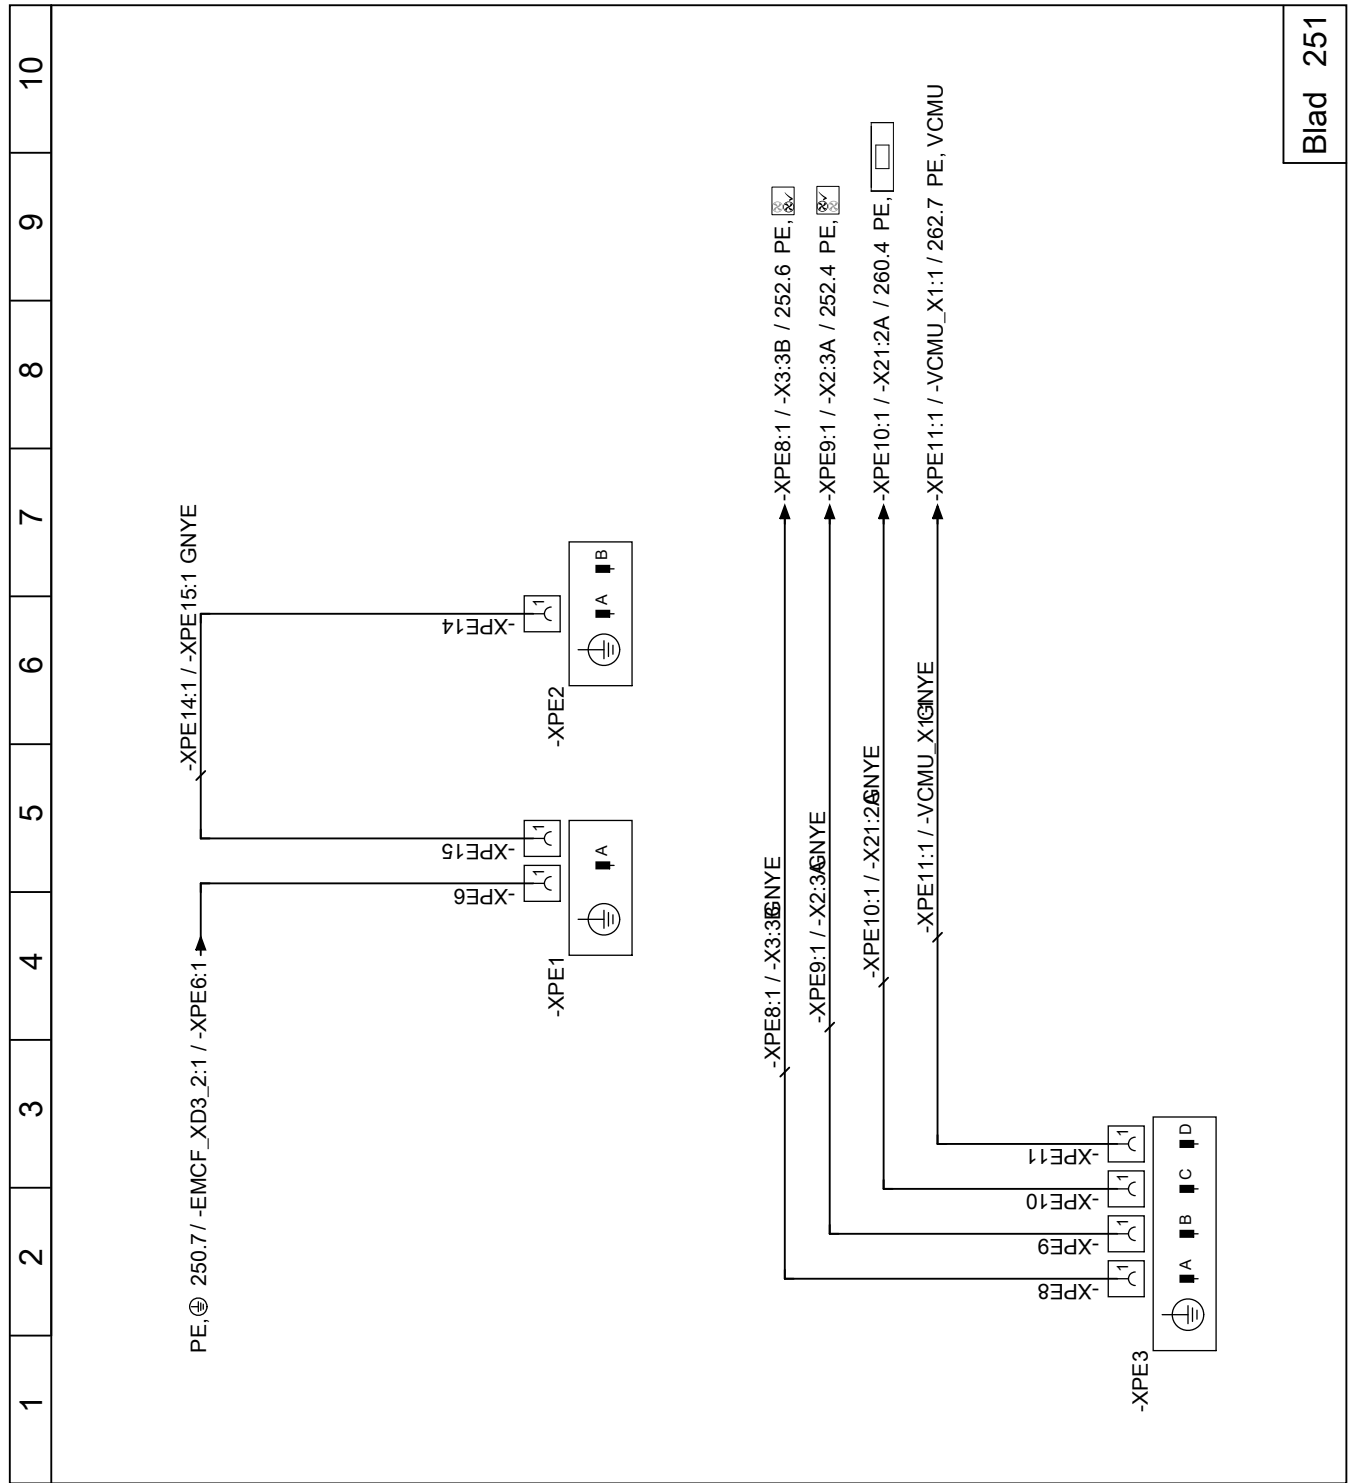 1 2 3 4 5 6 7 8 9 10
PE, 250.7 / -EMCF_XD3_2:1 / -XPE6:1
-XPE14:1 / -XPE15:1 GNYE
-XPE6
-XPE15
-XPE14
1
1
1
-XPE1
A
-XPE2
A
B
-XPE8:1 / -X3:3B GNYE
-XPE8:1 / -X3:3B / 252.6 PE,
-XPE9:1 / -X2:3A GNYE
-XPE9:1 / -X2:3A / 252.4 PE,
-XPE10:1 / -X21:2A GNYE
-XPE10:1 / -X21:2A / 260.4 PE,
-XPE11:1 / -VCMU_X1:1 GNYE
-XPE11:1 / -VCMU_X1:1 / 262.7 PE, VCMU
-XPE8
-XPE9
-XPE10
-XPE11
1
1
1
1
-XPE3
A
B
C
D
Blad 251